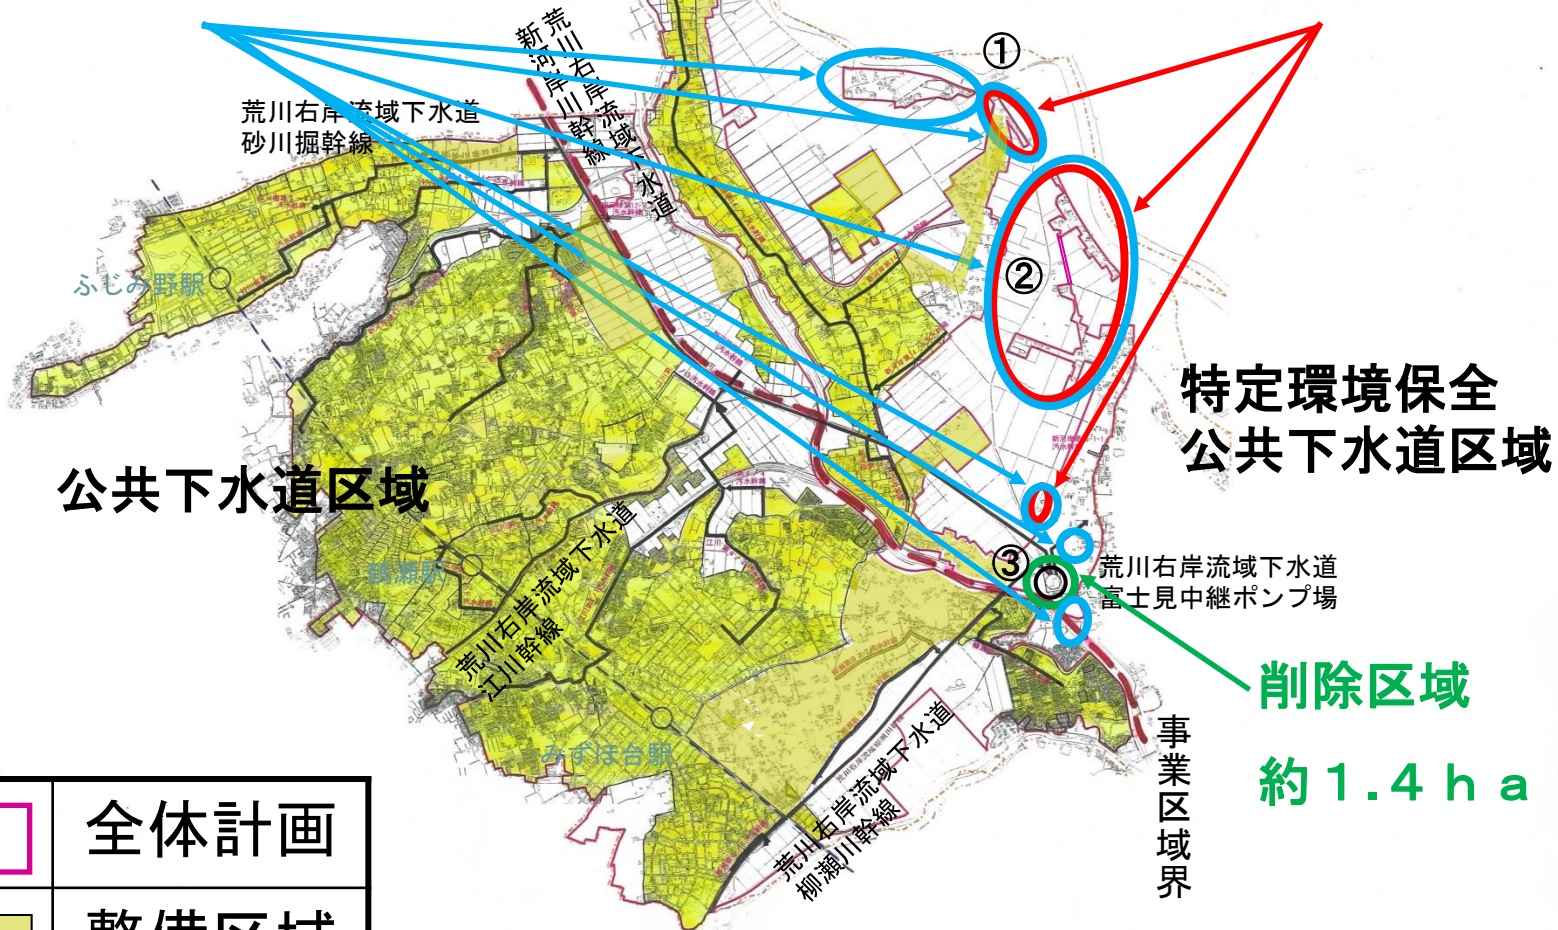 ①
荒川右岸流域下水道
新河岸川幹線
荒川右岸流域下水道
砂川掘幹線
ふじみ野駅
②
特定環境保全
公共下水道区域
公共下水道区域
荒川右岸流域下水道
江川幹線
鶴瀬駅
③
荒川右岸流域下水道
富士見中継ポンプ場
削除区域
約1.4ha
みずほ台駅
荒川右岸流域下水道
柳瀬川幹線
事業区域界
全体計画
整備区域